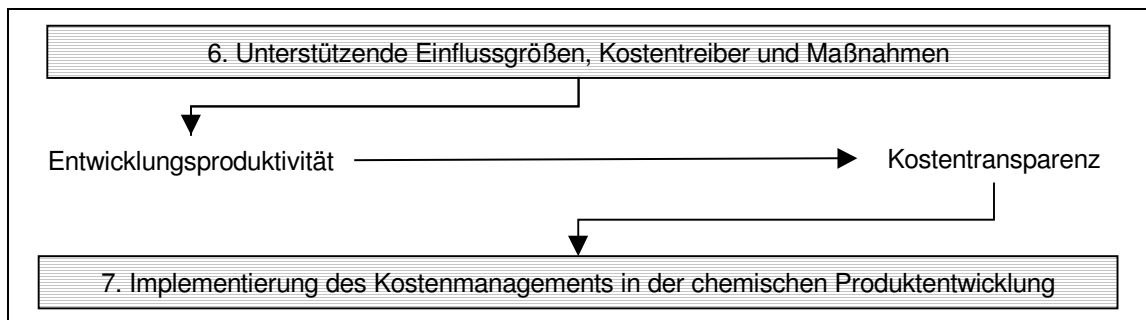 6. Unterstützende Einflussgrößen, Kostentreiber und Maßnahmen
Entwicklungsproduktivität
Kostentransparenz
7. Implementierung des Kostenmanagements in der chemischen Produktentwicklung